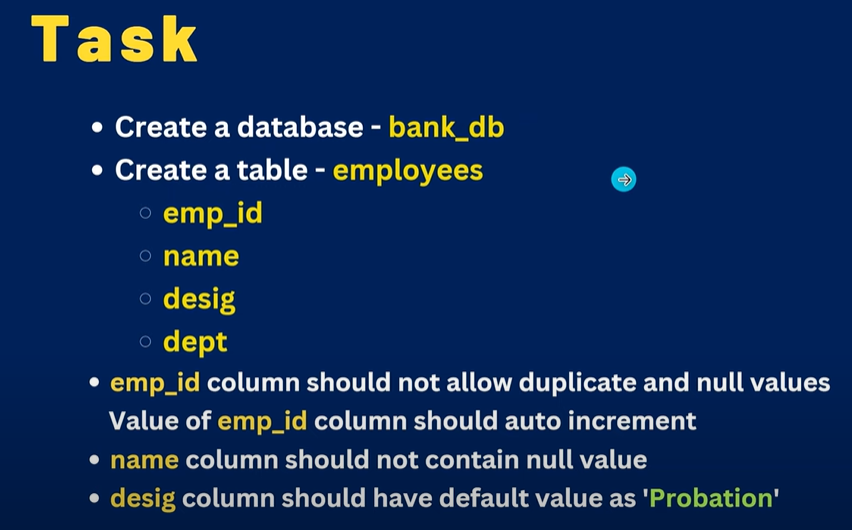 Task
• Create a database - bank_db
• Create a table - employees
○ emp_id
○ name
○ desig
○ dept
• emp_id column should not allow duplicate and null values
Value of emp_id column should auto increment
• name column should not contain null value
• desig column should have default value as 'Probation'